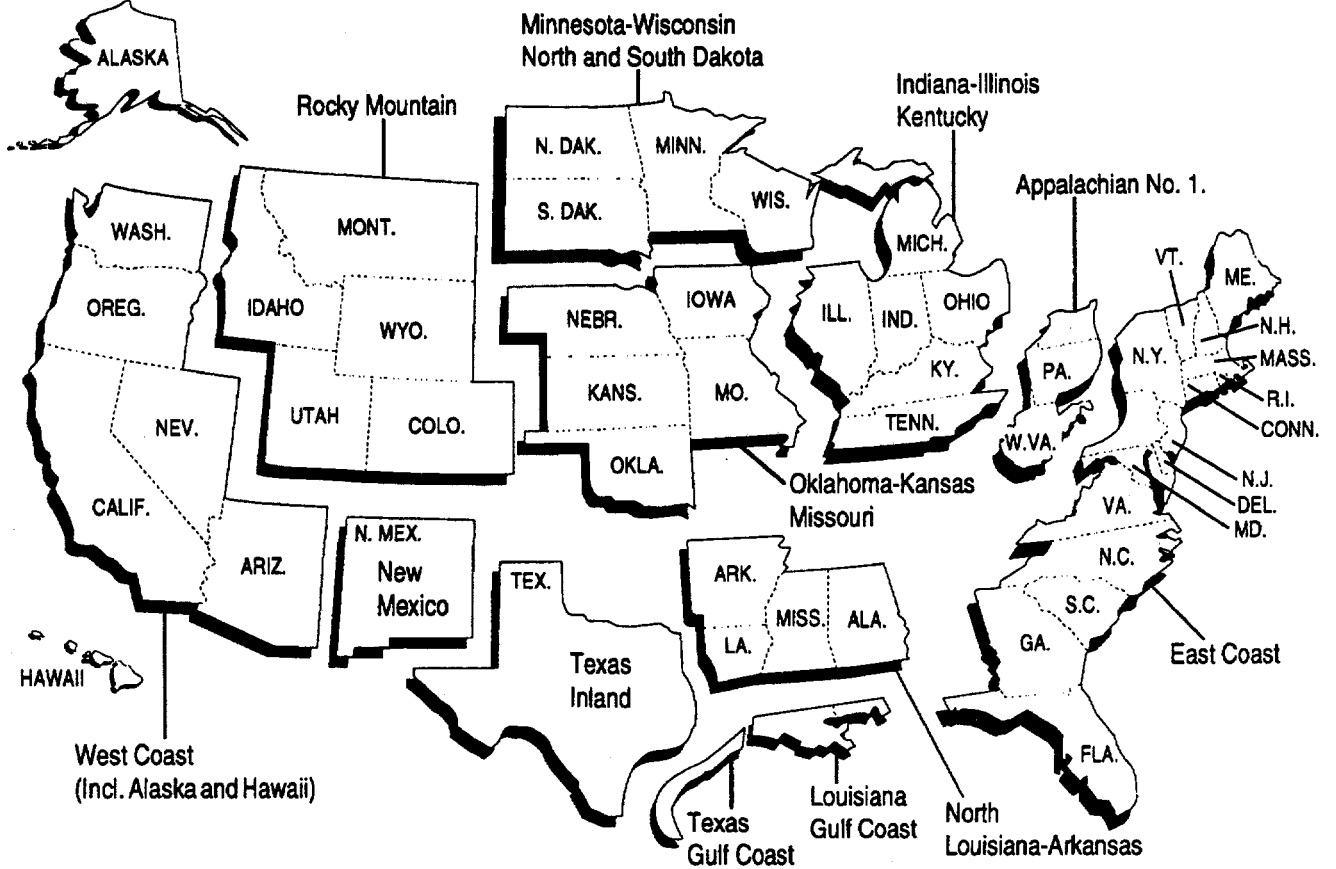 Minnesota-Wisconsin
North and South Dakota
ALASKA
Rocky Mountain
Indiana-Illinois
Kentucky
N. DAK.
MINN.
S. DAK.
WIS.
Appalachian No. 1.
MONT.
WASH.
MICH.
VT.
ME.
OREG.
IDAHO
WYO.
NEBR.
IOWA
ILL.
IND.
OHIO
N.H.
N.Y.
MASS.
PA.
KY.
KANS.
MO.
R.I.
UTAH
COLO.
NEV.
TENN.
CONN.
W.VA.
OKLA.
N.J.
Oklahoma-Kansas
Missouri
DEL.
MD.
CALIF.
VA.
N. MEX.
New
Mexico
ARIZ.
TEX.
ARK.
N.C.
S.C.
MISS.
ALA.
LA.
GA.
East Coast
Texas
Inland
HAWAII
West Coast
(Incl. Alaska and Hawaii)
FLA.
Louisiana
Gulf Coast
Texas
Gulf Coast
North
Louisiana-Arkansas